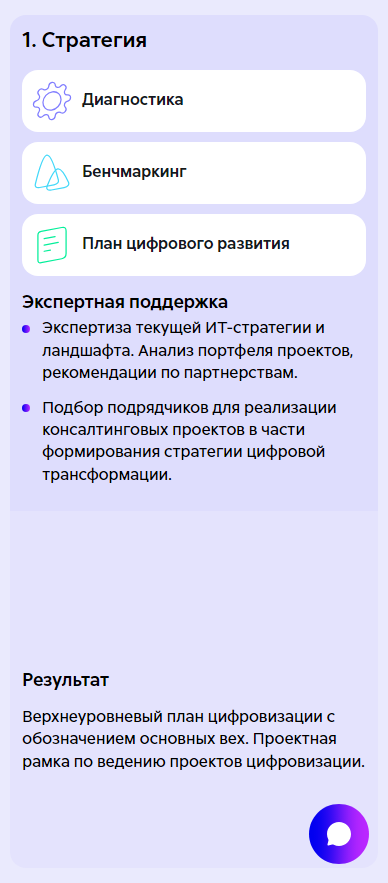 1. Стратегия
Диагностика
Бенчмаркинг
План цифрового развития
Экспертная поддержка
Экспертиза текущей ИТ-стратегии и
ландшафта. Анализ портфеля проектов,
рекомендации по партнерствам.
Подбор подрядчиков для реализации
консалтинговых проектов в части
формирования стратегии цифровой
трансформации.
Результат
Верхнеуровневый план цифровизации с
обозначением основных вех. Проектная
рамка по ведению проектов цифровизации.